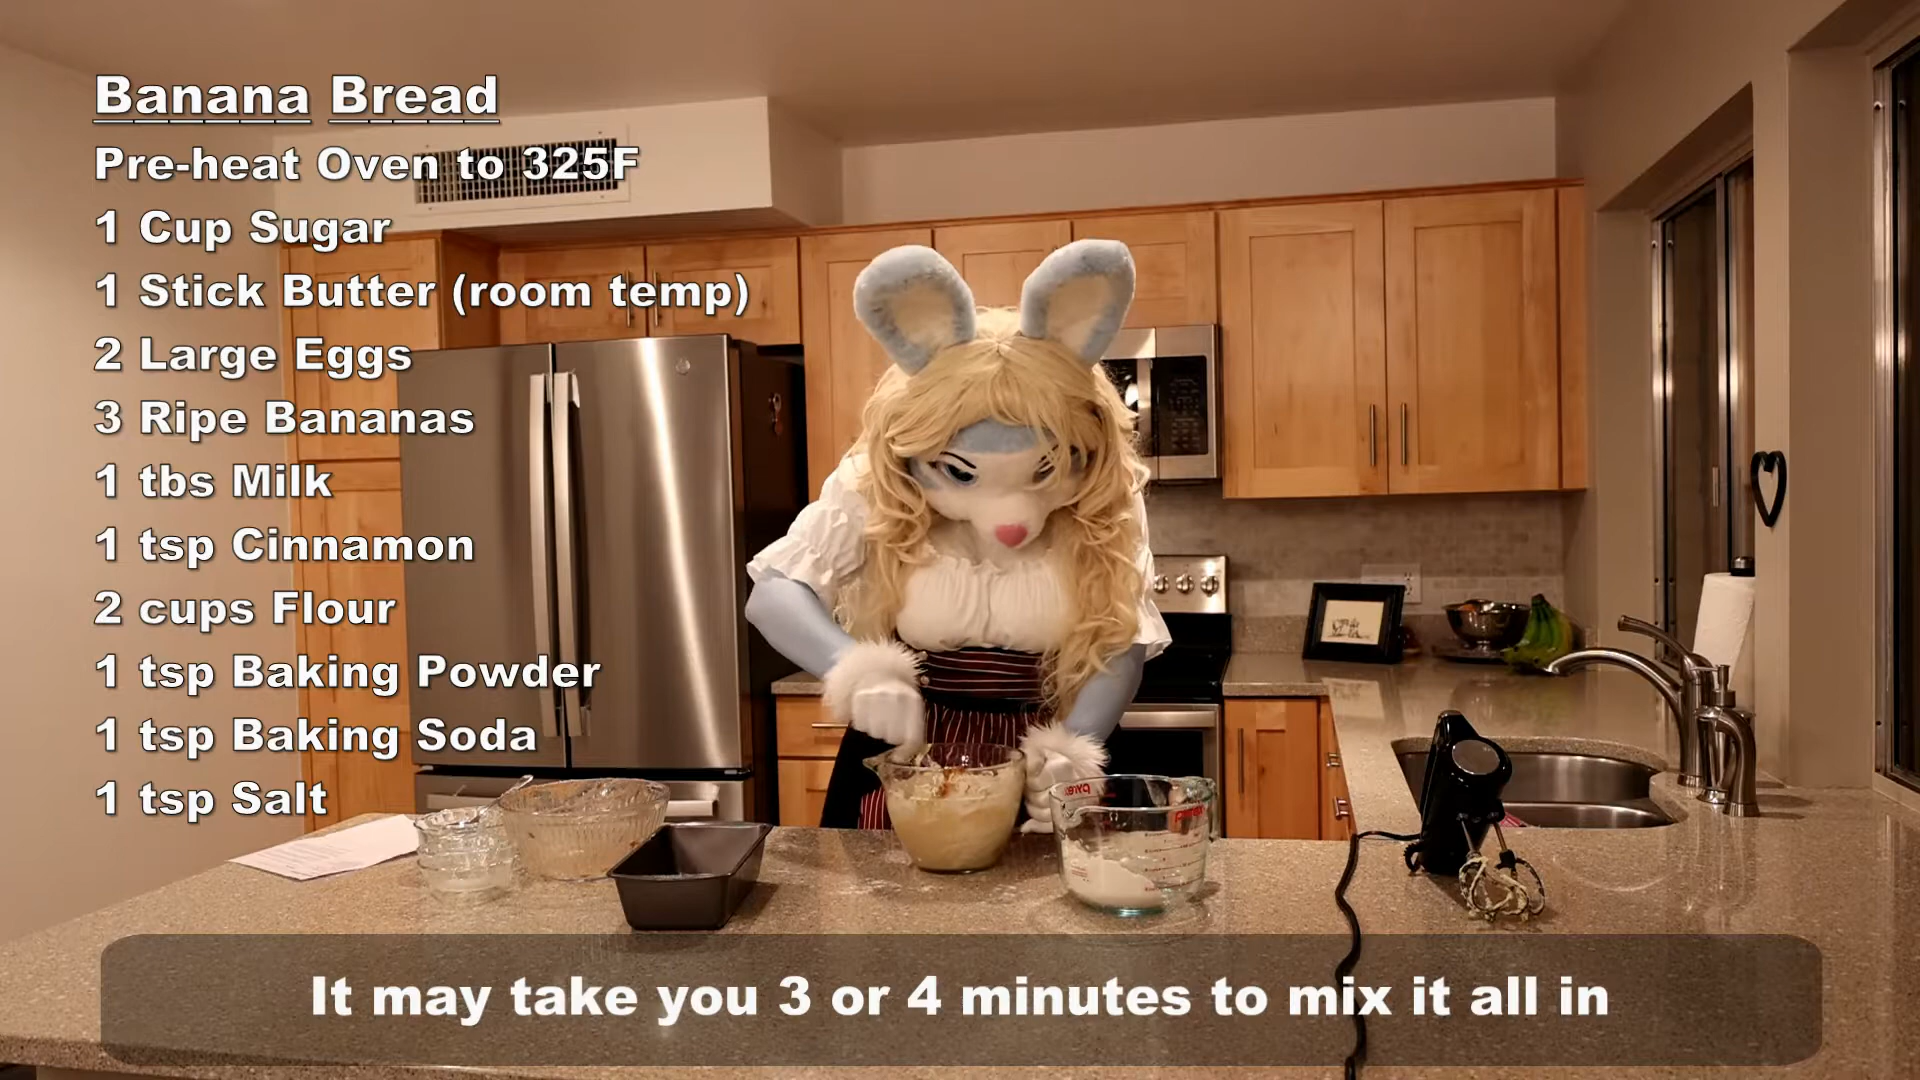 Banana Bread
Pre-heat Oven to 325F
1 Cup Sugar
1 Stick Butter (room temp)
2 Large Eggs
3 Ripe Bananas
1 tbs Milk
1 tsp Cinnamon
2 cups Flour
1 tsp Baking Powder
1 tsp Baking Soda
1 tsp Salt
PYREX
PYREX
It may take you 3 or 4 minutes to mix it all in